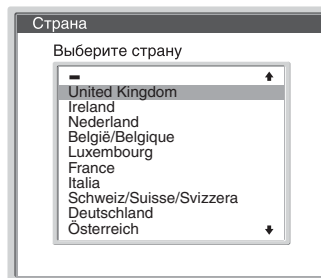 Страна
Выберите страну
–
United Kingdom
Ireland
Nederland
België/Belgique
Luxembourg
France
Italia
Schweiz/Suisse/Svizzera
Deutschland
Österreich